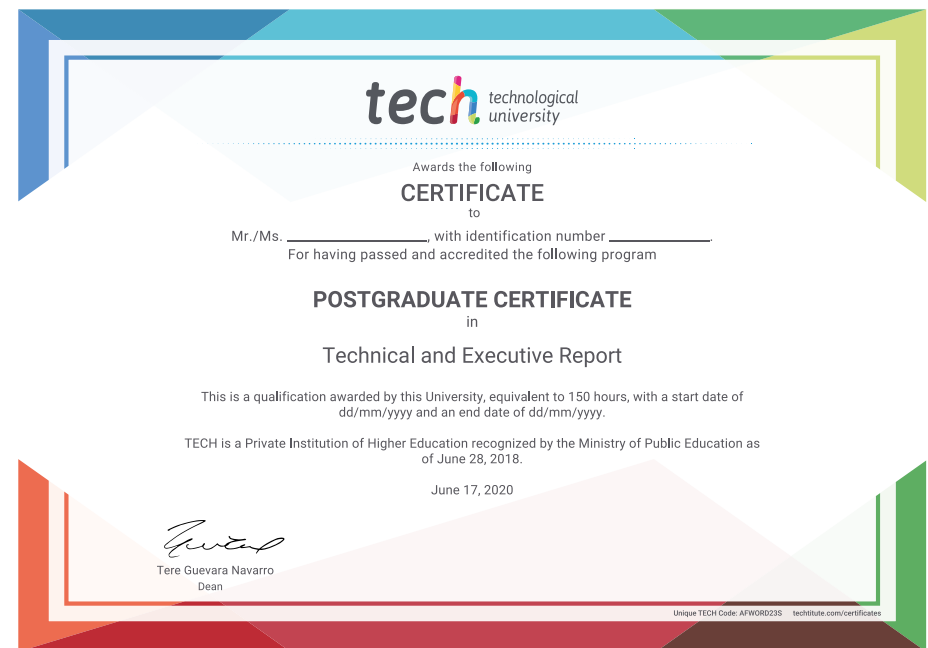 tech technological
university
Awards the following
CERTIFICATE
to
Mr./Ms. ____________________, with identification number ______________.
For having passed and accredited the following program
POSTGRADUATE CERTIFICATE
in
Technical and Executive Report
This is a qualification awarded by this University, equivalent to 150 hours, with a start date of
dd/mm/yyyy and an end date of dd/mm/yyyy.
TECH is a Private Institution of Higher Education recognized by the Ministry of Public Education as
of June 28, 2018.
June 17, 2020
Tere Guevara Navarro
Dean
Unique TECH Code: AFWORD23S techtitute.com/certificates